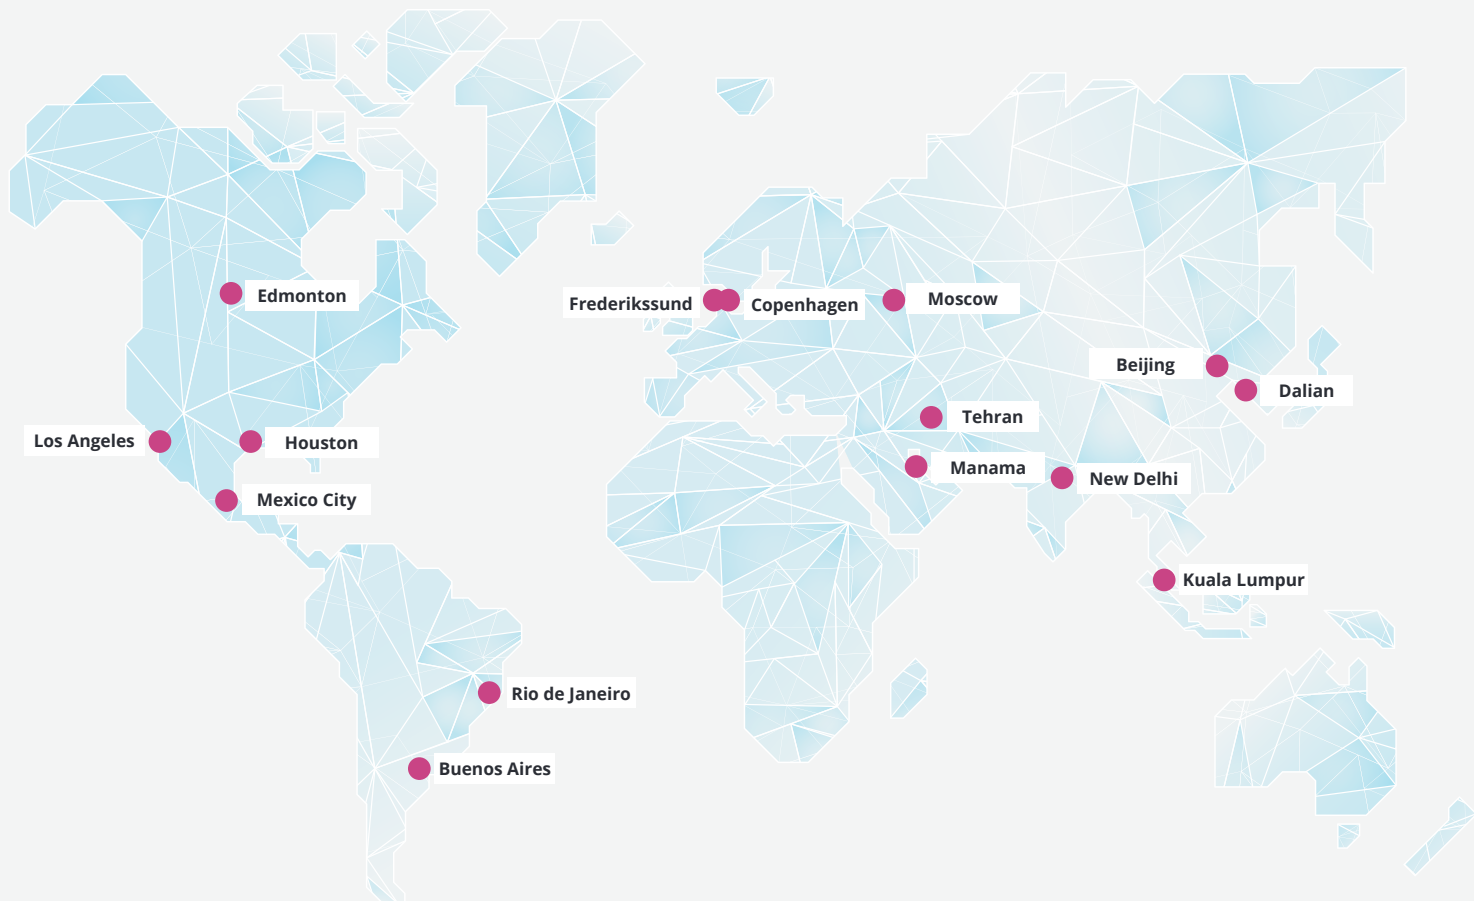 Edmonton
Frederikssund
Copenhagen
Moscow
Beijing
Dalian
Los Angeles
Houston
Tehran
Manama
New Delhi
Mexico City
Kuala Lumpur
Rio de Janeiro
Buenos Aires